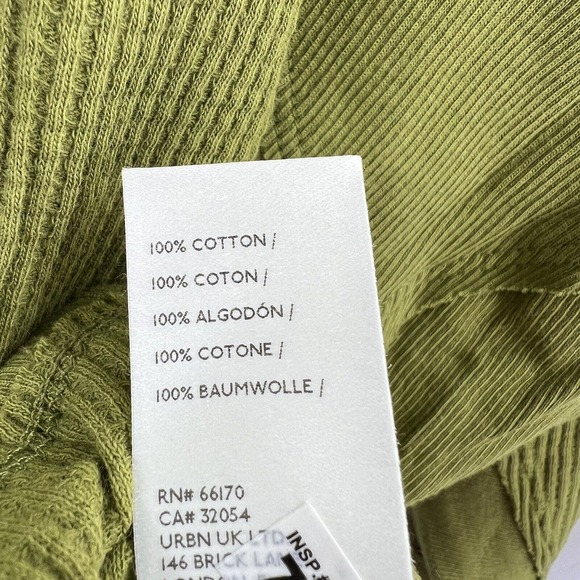 100% COTTON /
100% COTON /
100% ALGODÓN /
100% COTONE /
100% BAUMWOLLE /
RN# 66170
CA# 32054
URBN UK LTD
146 BRICK
INSP.#